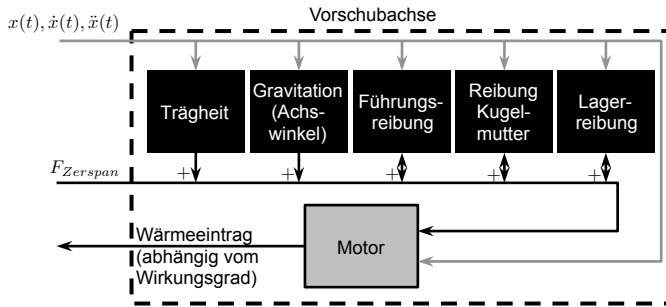 Vorschubachse
x(t), ẋ(t), ẍ(t)
Trägheit
Gravitation
(Achs-
winkel)
Führungs-
reibung
Reibung
Kugel-
mutter
Lager-
reibung
F_Zerspan
+ + + + +
Motor
Wärmeeintrag
(abhängig vom
Wirkungsgrad)